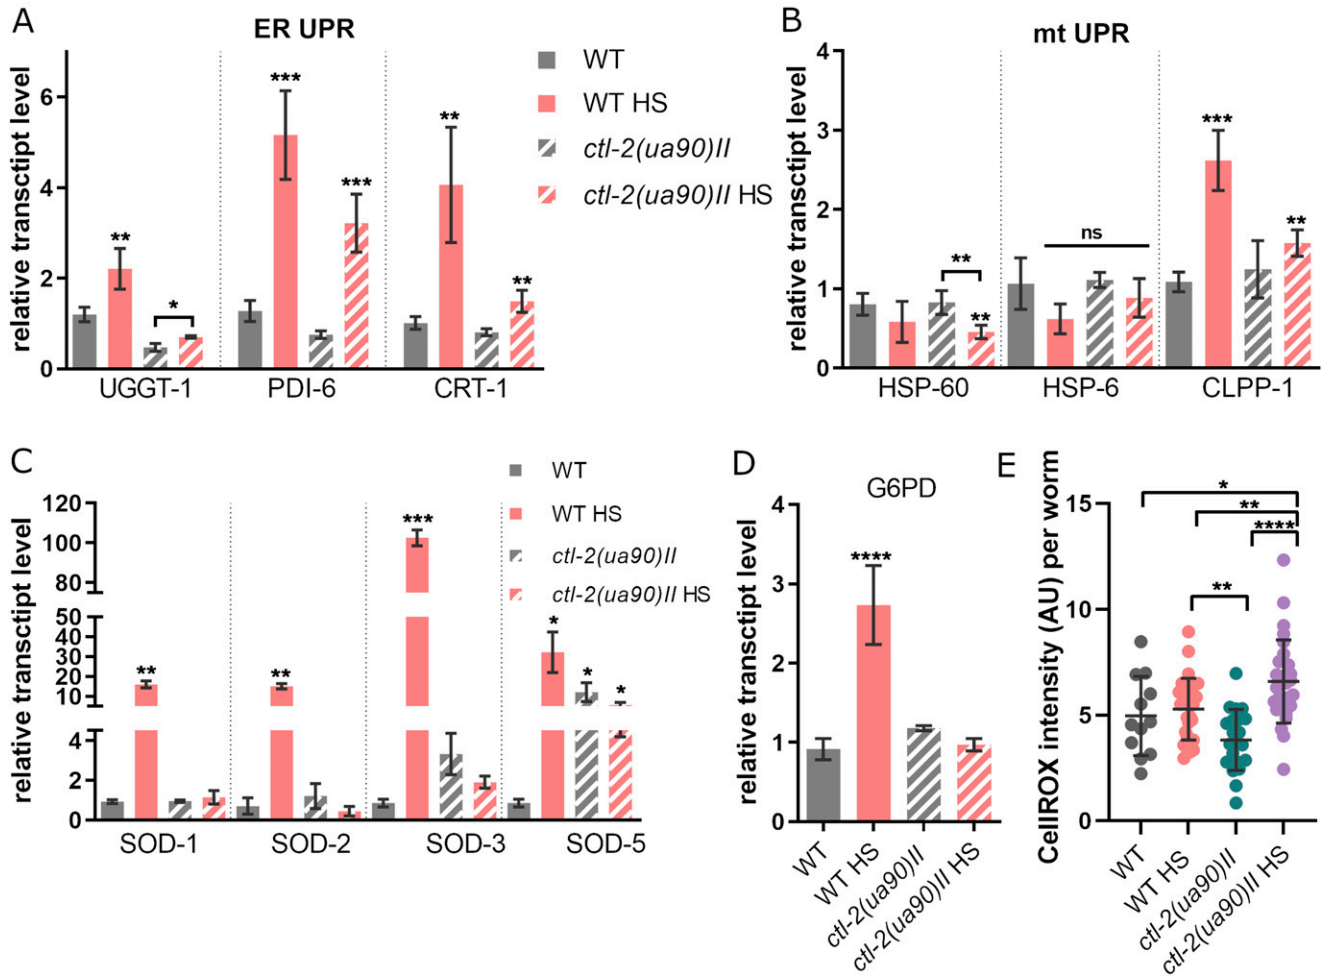 A
ER UPR
relative transctipt level
6
4
2
0
**
*
***
***
**
**
UGGT-1
PDI-6
CRT-1
WT
WT HS
ctl-2(ua90)II
ctl-2(ua90)II HS
B
mt UPR
relative transctipt level
4
3
2
1
0
**
**
ns
***
**
HSP-60
HSP-6
CLPP-1
C
relative transctipt level
120
100
80
50
40
30
20
10
4
2
0
**
**
***
*
*
*
SOD-1
SOD-2
SOD-3
SOD-5
WT
WT HS
ctl-2(ua90)II
ctl-2(ua90)II HS
D
G6PD
relative transctipt level
4
3
2
1
0
****
WT
WT HS
ctl-2(ua90)II
ctl-2(ua90)II HS
E
CellROX intensity (AU) per worm
15
10
5
0
*
**
****
**
WT
WT HS
ctl-2(ua90)II
ctl-2(ua90)II HS